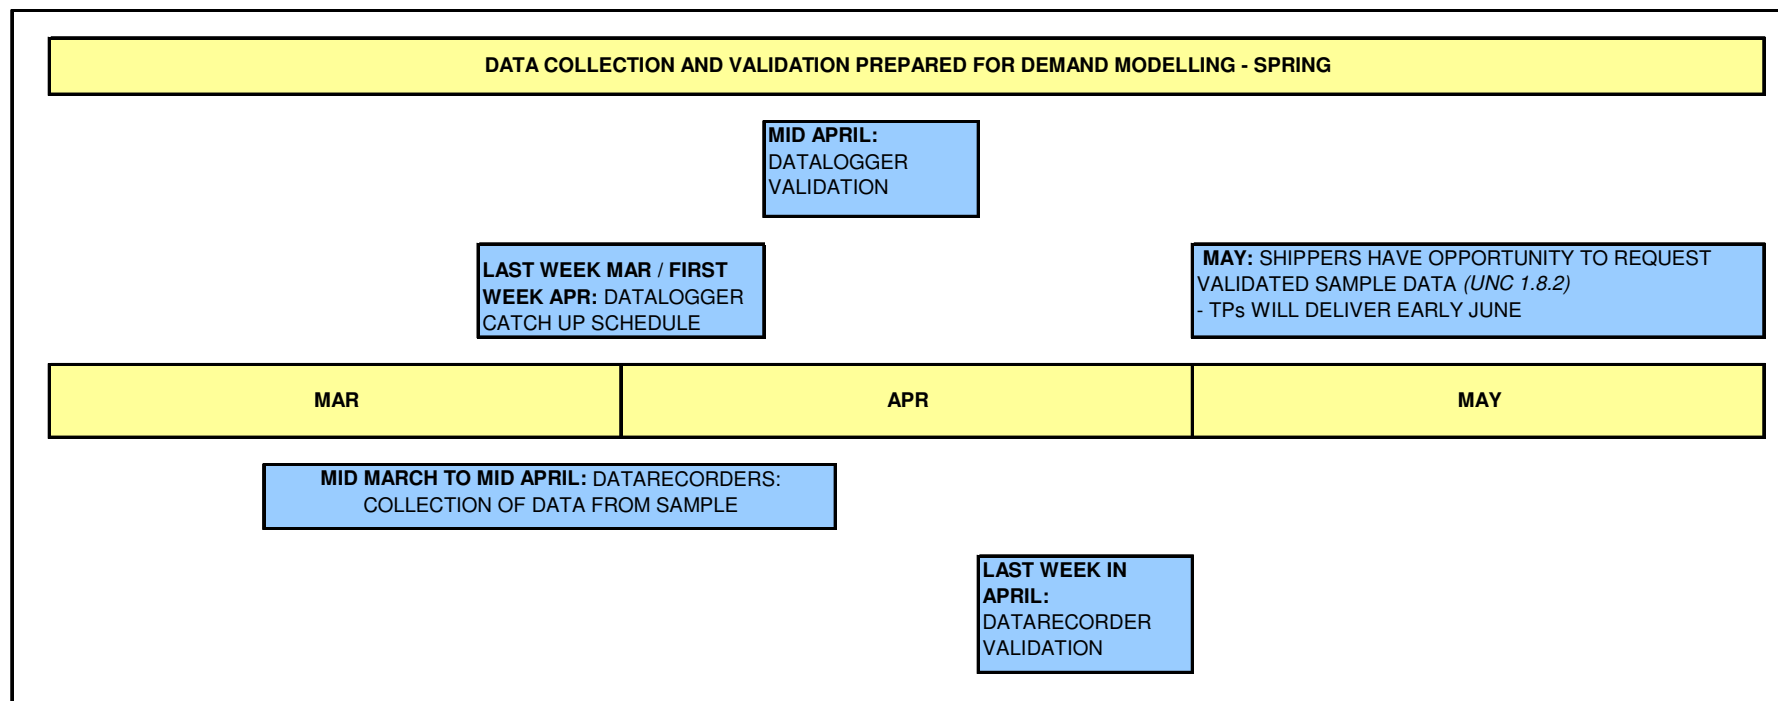 DATA COLLECTION AND VALIDATION PREPARED FOR DEMAND MODELLING - SPRING
MID APRIL:
DATALOGGER
VALIDATION
LAST WEEK MAR / FIRST
WEEK APR: DATALOGGER
CATCH UP SCHEDULE
MAY: SHIPPERS HAVE OPPORTUNITY TO REQUEST
VALIDATED SAMPLE DATA (UNC 1.8.2)
- TPs WILL DELIVER EARLY JUNE
MAR
APR
MAY
MID MARCH TO MID APRIL: DATARECORDERS:
COLLECTION OF DATA FROM SAMPLE
LAST WEEK IN
APRIL:
DATARECORDER
VALIDATION